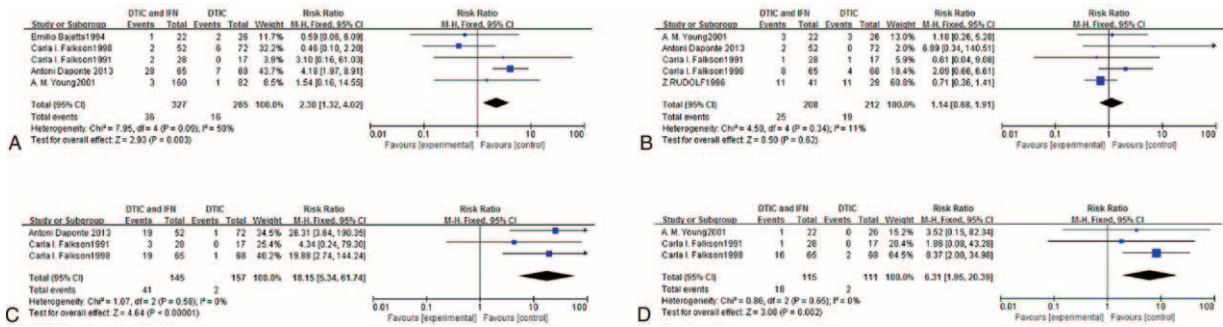 DTIC and IFN DTIC Risk Ratio Risk Ratio
Study or Subgroup Events Total Events Total Weight M-H, Fixed, 95% CI M-H, Fixed, 95% CI
Emilio Bajetta1994 1 22 2 26 11.7% 0.59 [0.06, 6.09]
Carla I. Falkson1998 2 52 6 72 32.2% 0.46 [0.10, 2.20]
Carla I. Falkson1991 2 28 0 17 4.0% 3.10 [0.16, 61.03]
Antoni Daponte 2013 28 65 7 68 43.7% 4.18 [1.97, 8.91]
A. M. Young2001 3 160 1 82 8.5% 1.54 [0.16, 14.55]
Total (95% CI) 327 265 100.0% 2.30 [1.32, 4.02]
Total events 36 16
Heterogeneity: Chi² = 7.95, df = 4 (P = 0.09); I² = 50%
Test for overall effect: Z = 2.93 (P = 0.003)
0.01 0.1 1 10 100
Favours [experimental] Favours [control]
A
DTIC and IFN DTIC Risk Ratio Risk Ratio
Study or Subgroup Events Total Events Total Weight M-H, Fixed, 95% CI M-H, Fixed, 95% CI
A. M. Young2001 3 22 3 26 13.0% 1.18 [0.26, 5.28]
Antoni Daponte 2013 2 52 0 72 6.89 [0.34, 140.51]
Carla I. Falkson1991 1 28 1 17 5.9% 0.61 [0.04, 9.08]
Carla I. Falkson1998 8 65 4 68 18.4% 2.09 [0.66, 6.61]
Z.RUDOLF1996 11 41 11 29 60.8% 0.71 [0.36, 1.41]
Total (95% CI) 208 212 100.0% 1.14 [0.68, 1.91]
Total events 25 19
Heterogeneity: Chi² = 4.50, df = 4 (P = 0.34); I² = 11%
Test for overall effect: Z = 0.50 (P = 0.62)
0.01 0.1 1 10 100
Favours [experimental] Favours [control]
B
DTIC and IFN DTIC Risk Ratio Risk Ratio
Study or Subgroup Events Total Events Total Weight M-H, Fixed, 95% CI M-H, Fixed, 95% CI
Antoni Daponte 2013 19 52 1 72 34.5% 26.31 [3.64, 190.35]
Carla I. Falkson1991 3 28 0 17 25.4% 4.34 [0.24, 79.30]
Carla I. Falkson1998 19 65 1 68 40.2% 19.88 [2.74, 144.24]
Total (95% CI) 145 157 100.0% 18.15 [5.34, 61.74]
Total events 41 2
Heterogeneity: Chi² = 1.07, df = 2 (P = 0.58); I² = 0%
Test for overall effect: Z = 4.64 (P < 0.00001)
0.01 0.1 1 10 100
Favours [experimental] Favours [control]
C
DTIC and IFN DTIC Risk Ratio Risk Ratio
Study or Subgroup Events Total Events Total Weight M-H, Fixed, 95% CI M-H, Fixed, 95% CI
A. M. Young2001 1 22 0 26 15.2% 3.52 [0.15, 82.34]
Carla I. Falkson1991 1 28 0 17 1.86 [0.08, 43.28]
Carla I. Falkson1998 16 65 2 68 64.5% 8.37 [2.00, 34.98]
Total (95% CI) 115 111 100.0% 6.31 [1.95, 20.39]
Total events 18 2
Heterogeneity: Chi² = 0.86, df = 2 (P = 0.65); I² = 0%
Test for overall effect: Z = 3.08 (P = 0.002)
0.01 0.1 1 10 100
Favours [experimental] Favours [control]
D